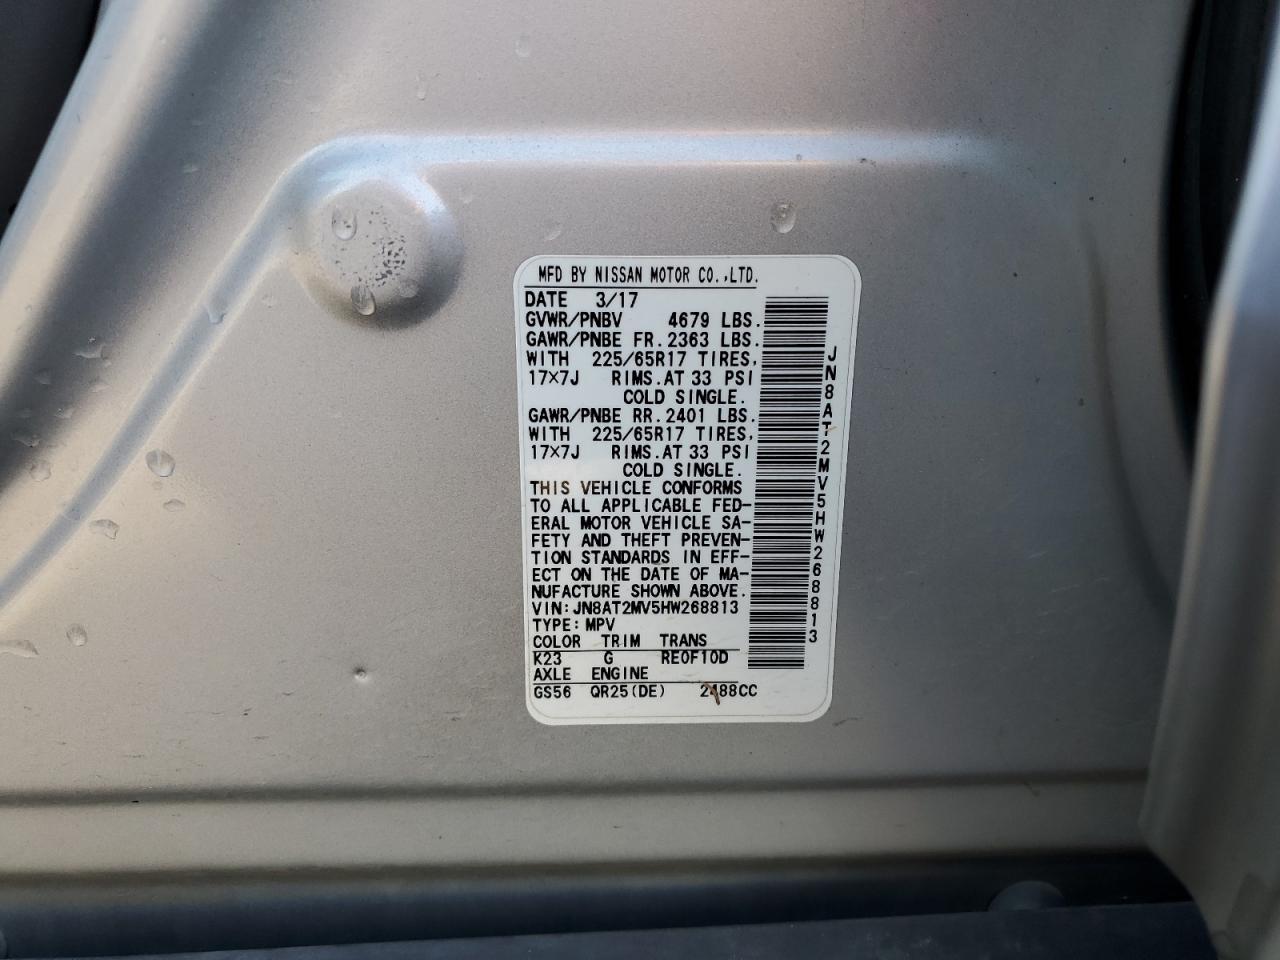 MFD BY NISSAN MOTOR CO.,LTD.
DATE 3/17
GVWR/PNBV 4679 LBS.
GAWR/PNBE FR. 2363 LBS.
WITH 225/65R17 TIRES,
17×7J RIMS.AT 33 PSI
COLD SINGLE.
GAWR/PNBE RR. 2401 LBS.
WITH 225/65R17 TIRES,
17×7J RIMS.AT 33 PSI
COLD SINGLE.
THIS VEHICLE CONFORMS
TO ALL APPLICABLE FED-
ERAL MOTOR VEHICLE SA-
FETY AND THEFT PREVEN-
TION STANDARDS IN EFF-
ECT ON THE DATE OF MA-
NUFACTURE SHOWN ABOVE.
VIN: JN8AT2MV5HW268813
TYPE: MPV
COLOR TRIM TRANS
K23 G RE0F10D
AXLE ENGINE
GS56 QR25(DE) 2488CC
JN8AT2MV5HW268813